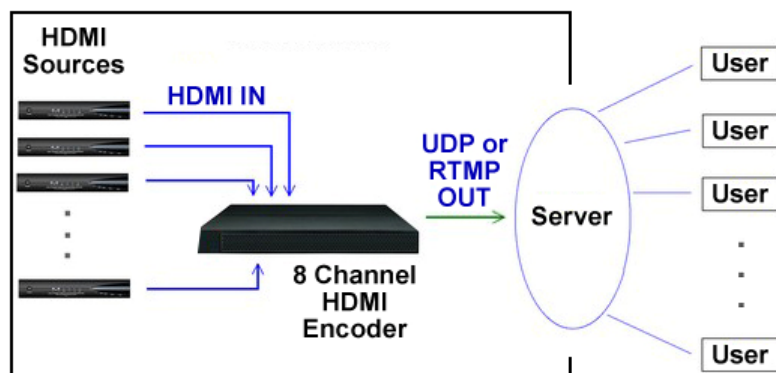 HDMI
Sources
HDMI IN
UDP or
RTMP
OUT
8 Channel
HDMI
Encoder
Server
User
User
User
User